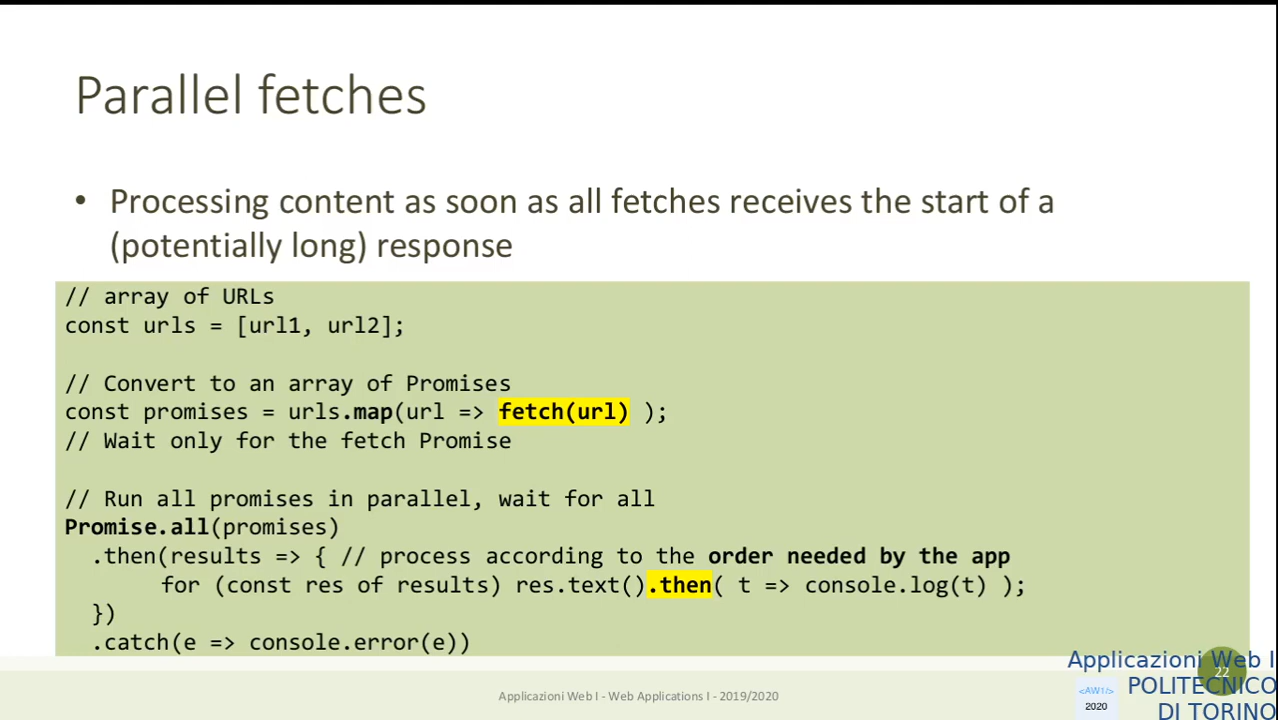 Parallel fetches
• Processing content as soon as all fetches receives the start of a
(potentially long) response
// array of URLs
const urls = [url1, url2];
// Convert to an array of Promises
const promises = urls.map(url => fetch(url) );
// Wait only for the fetch Promise
// Run all promises in parallel, wait for all
Promise.all(promises)
.then(results => { // process according to the order needed by the app
for (const res of results) res.text().then( t => console.log(t) );
})
.catch(e => console.error(e))
22
Applicazioni Web I - Web Applications I - 2019/2020
<AW1/>
2020
Applicazioni Web I
POLITECNICO
DI TORINO